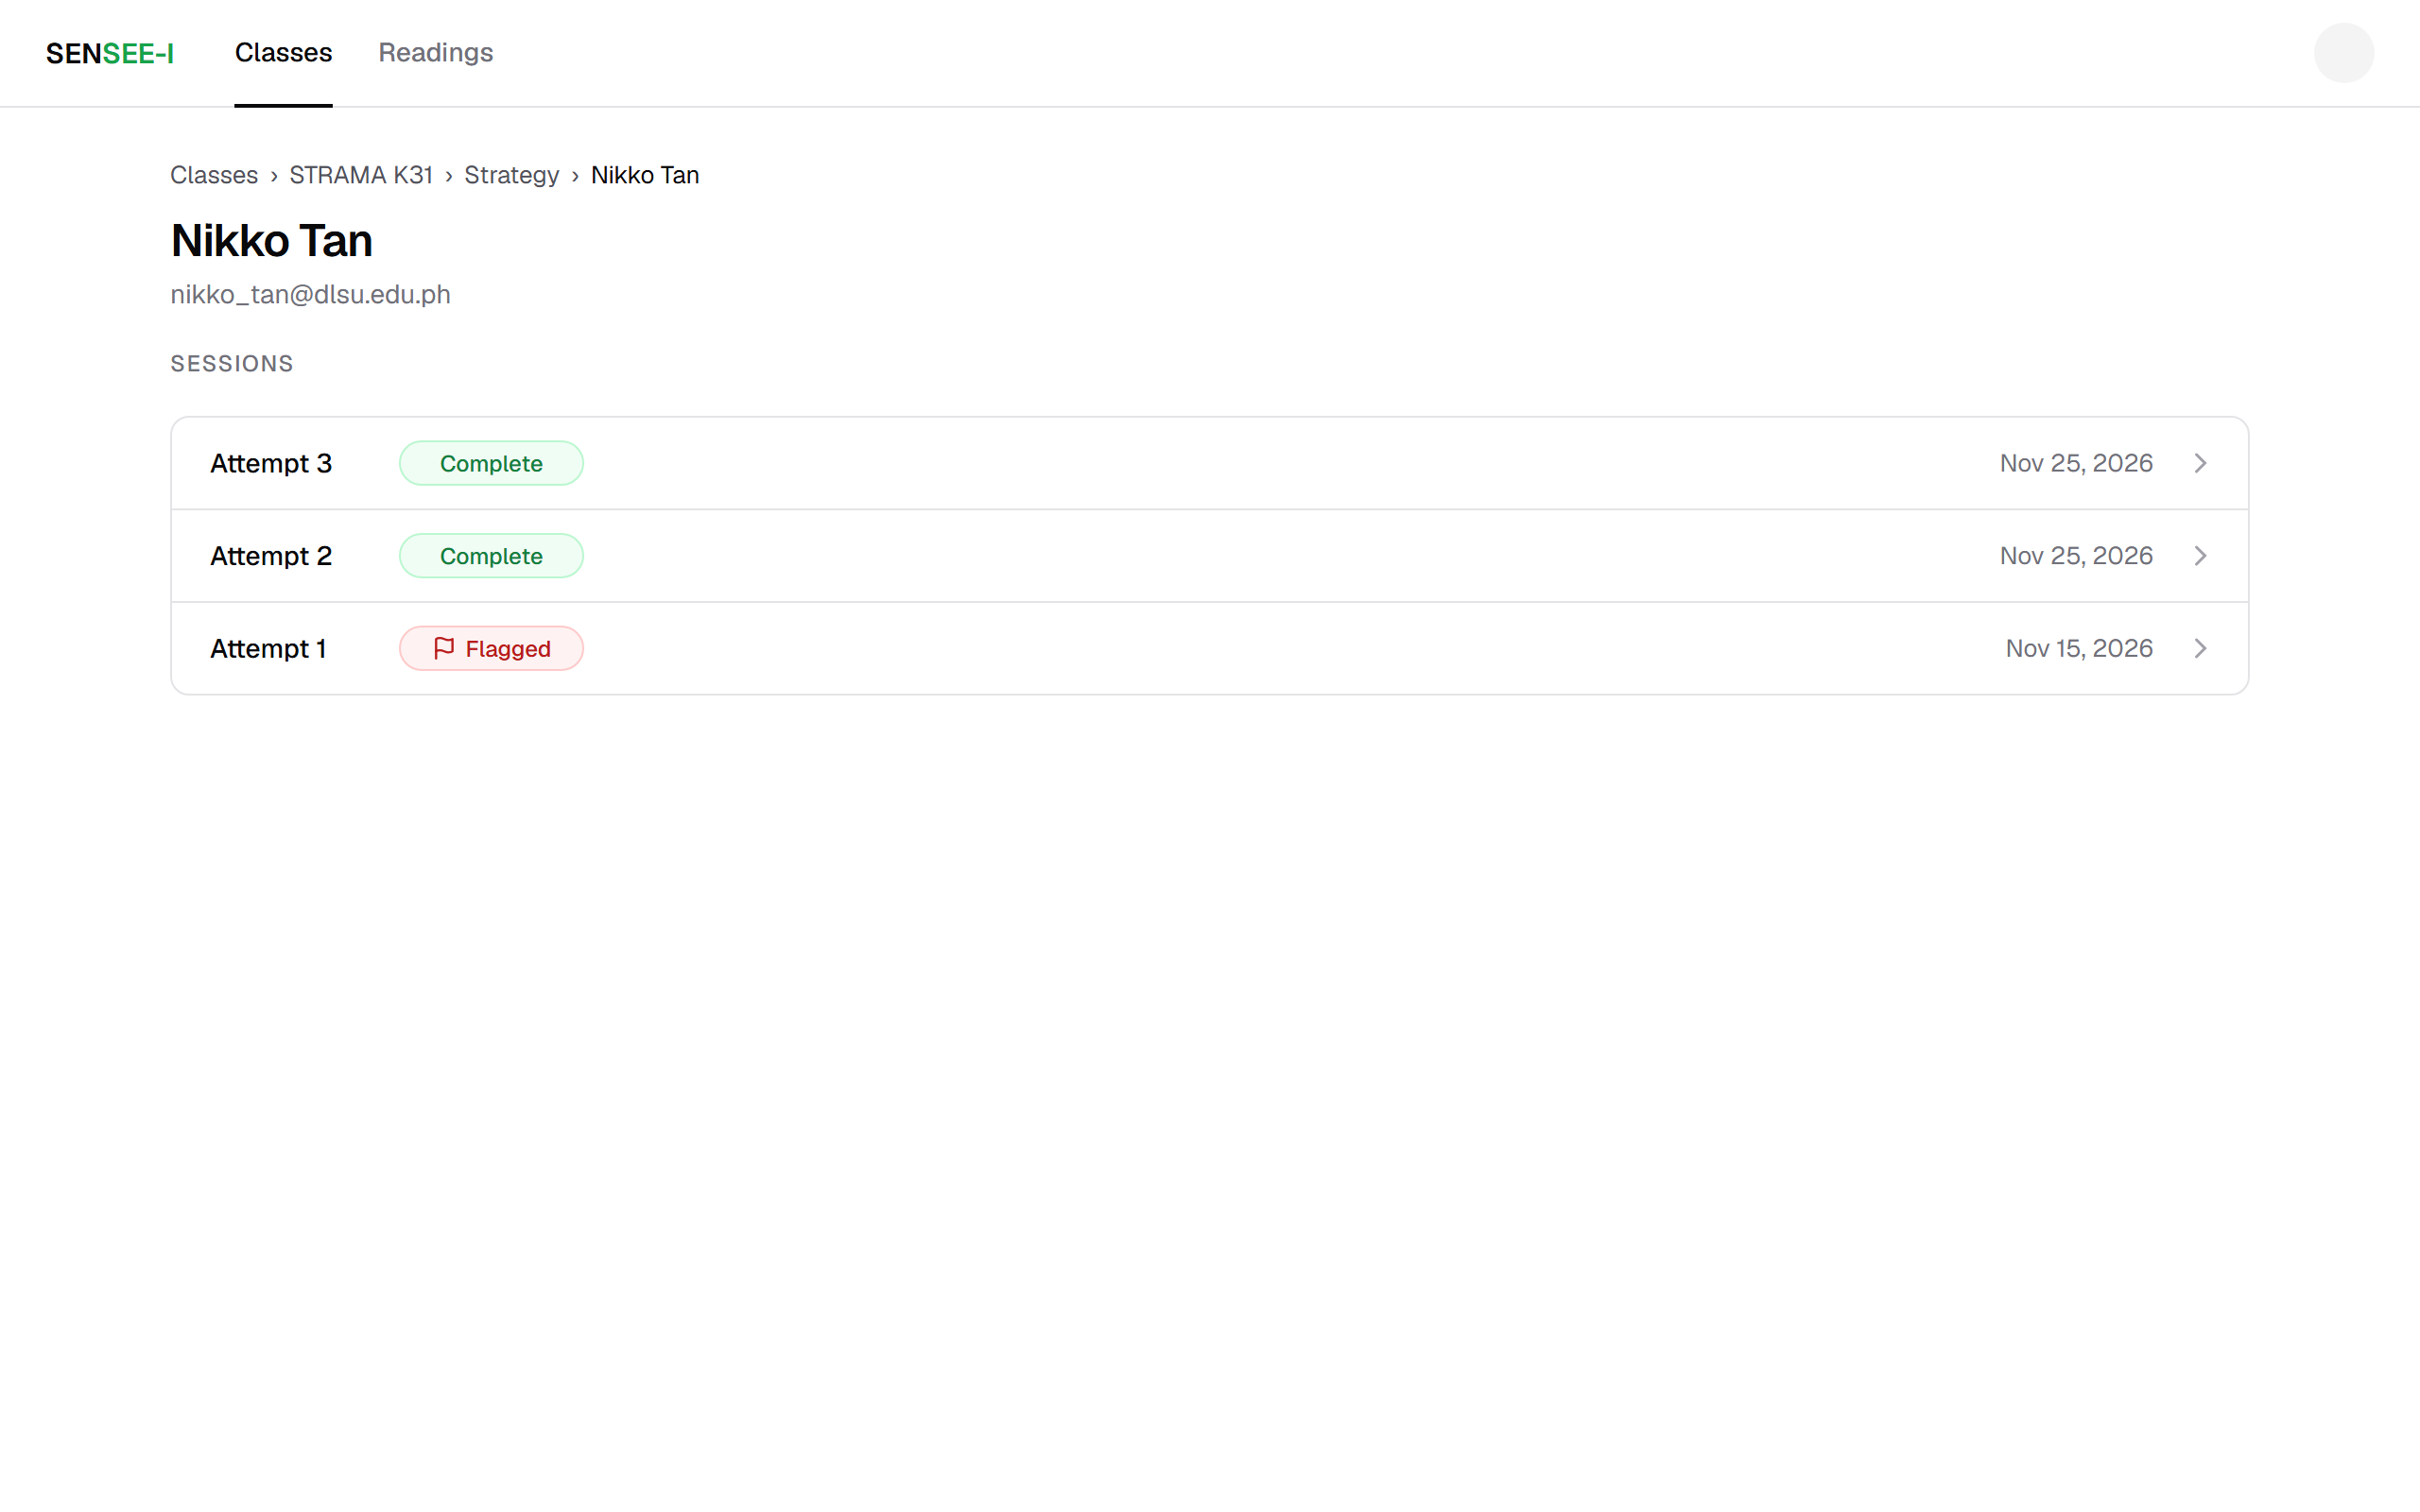 SENSEE-I Classes Readings
Classes › STRAMA K31 › Strategy › Nikko Tan
Nikko Tan
nikko_tan@dlsu.edu.ph
SESSIONS
Attempt 3 Complete Nov 25, 2026
Attempt 2 Complete Nov 25, 2026
Attempt 1 Flagged Nov 15, 2026